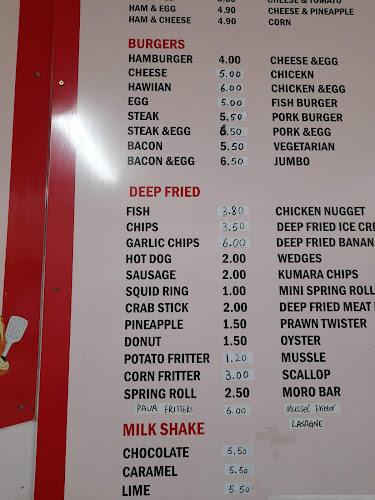 CHEESE & TOMATO
HAM & EGG 4.90 CHEESE & PINEAPPLE
HAM & CHEESE 4.90 CORN
BURGERS
HAMBURGER 4.00 CHEESE &EGG
CHEESE 5.00 CHICEKN
HAWIIAN 6.00 CHICKEN &EGG
EGG 5.00 FISH BURGER
STEAK 5.50 PORK BURGER
STEAK &EGG 6.50 PORK &EGG
BACON 5.50 VEGETARIAN
BACON &EGG 6.50 JUMBO
DEEP FRIED
FISH 3.80 CHICKEN NUGGET
CHIPS 3.50 DEEP FRIED ICE CRE
GARLIC CHIPS 6.00 DEEP FRIED BANAN
HOT DOG 2.00 WEDGES
SAUSAGE 2.00 KUMARA CHIPS
SQUID RING 1.00 MINI SPRING ROLL
CRAB STICK 2.00 DEEP FRIED MEAT
PINEAPPLE 1.50 PRAWN TWISTER
DONUT 1.50 OYSTER
POTATO FRITTER 1.20 MUSSLE
CORN FRITTER 3.00 SCALLOP
SPRING ROLL 2.50 MORO BAR
PAUA FRITTERS 6.00 MUSSEL FRITTER
LASAGNE
MILK SHAKE
CHOCOLATE 5.50
CARAMEL 5.50
LIME 5.50